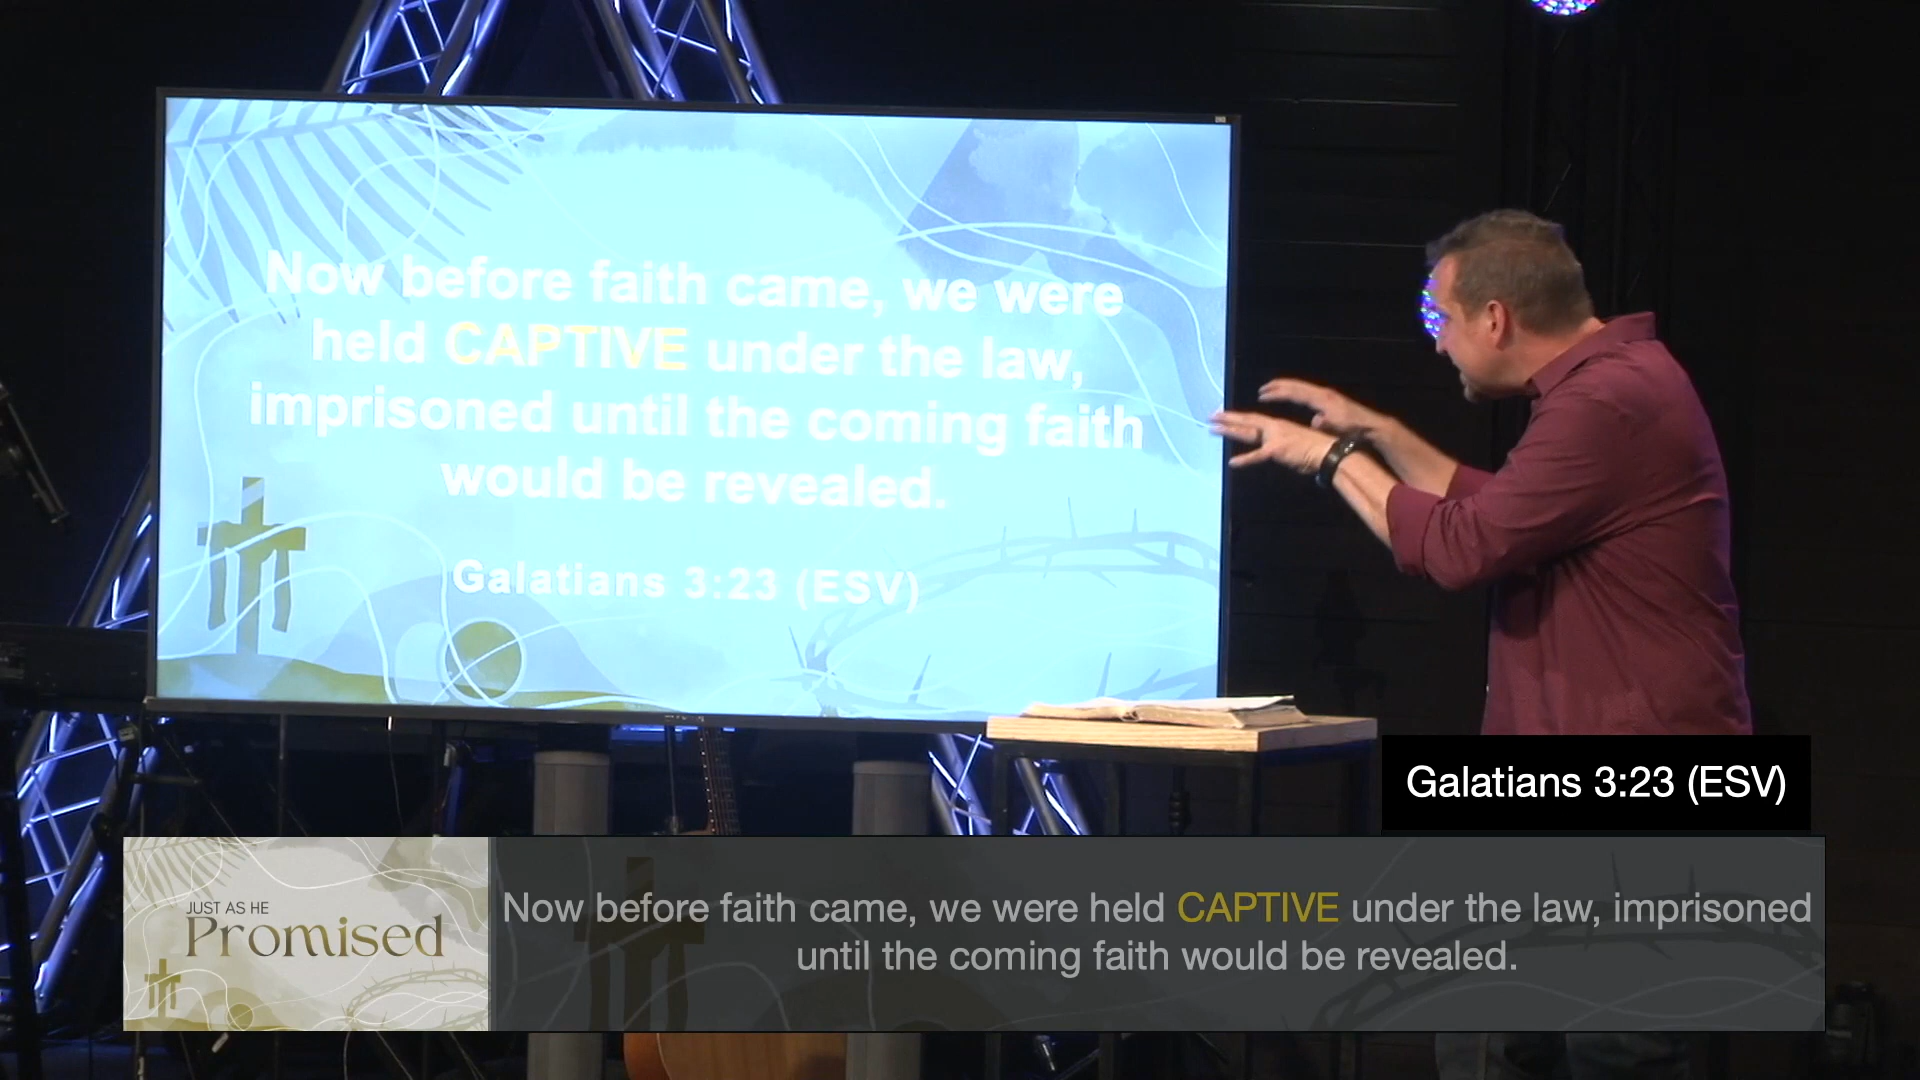 Now before faith came, we were
held CAPTIVE under the law,
imprisoned until the coming faith
would be revealed.
Galatians 3:23 (ESV)
Galatians 3:23 (ESV)
JUST AS HE
Promised
Now before faith came, we were held CAPTIVE under the law, imprisoned
until the coming faith would be revealed.